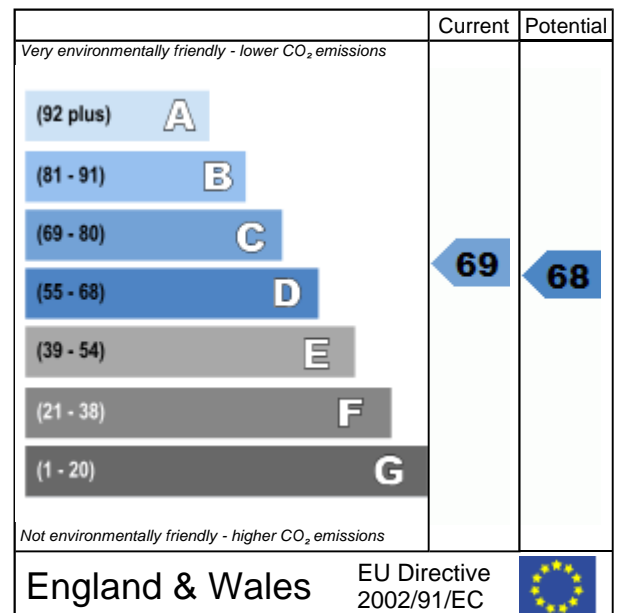 Current Potential
Very environmentally friendly - lower CO₂ emissions
(92 plus) A
(81 - 91) B
(69 - 80) C
69
68
(55 - 68) D
(39 - 54) E
(21 - 38) F
(1 - 20) G
Not environmentally friendly - higher CO₂ emissions
England & Wales
EU Directive
2002/91/EC